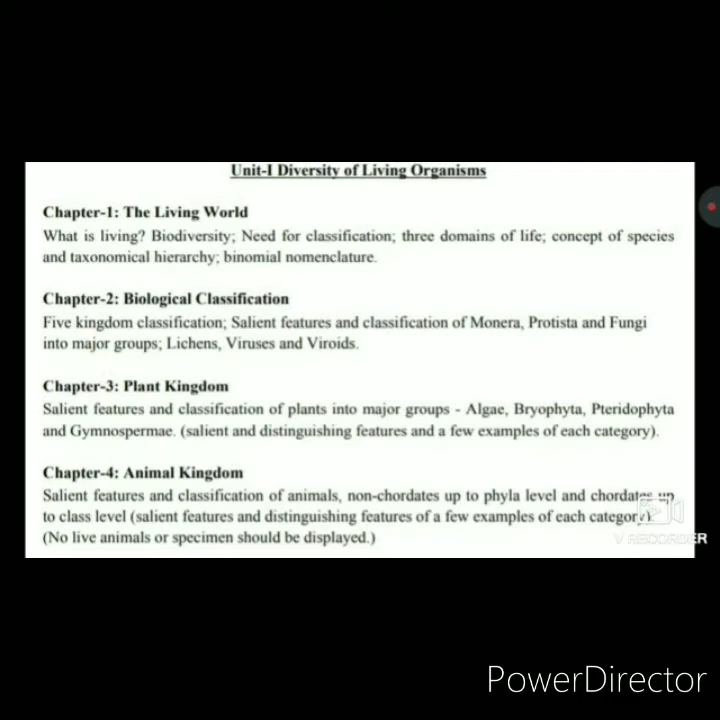 Unit-I Diversity of Living Organisms
Chapter-1: The Living World
What is living? Biodiversity; Need for classification; three domains of life; concept of species
and taxonomical hierarchy; binomial nomenclature.
Chapter-2: Biological Classification
Five kingdom classification; Salient features and classification of Monera, Protista and Fungi
into major groups; Lichens, Viruses and Viroids.
Chapter-3: Plant Kingdom
Salient features and classification of plants into major groups - Algae, Bryophyta, Pteridophyta
and Gymnospermae. (salient and distinguishing features and a few examples of each category).
Chapter-4: Animal Kingdom
Salient features and classification of animals, non-chordates up to phyla level and chordates up
to class level (salient features and distinguishing features of a few examples of each category).
(No live animals or specimen should be displayed.)
V RECORDER
PowerDirector